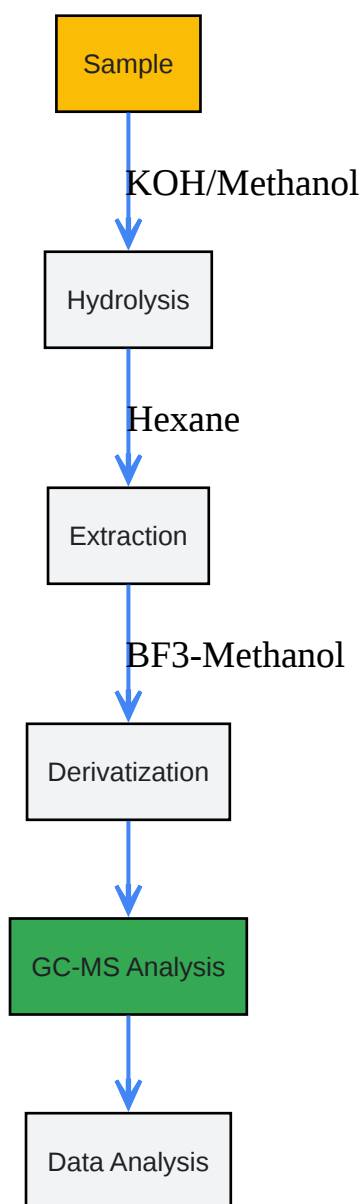 Sample
KOH/Methanol
Hydrolysis
Hexane
Extraction
BF3-Methanol
Derivatization
GC-MS Analysis
Data Analysis